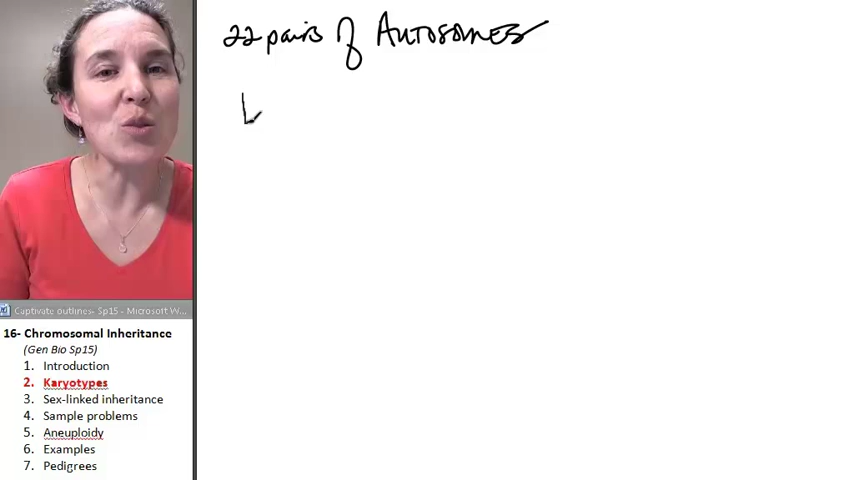 22 pairs of AUTOSOMES
Captivate outlines- Sp15 - Microsoft W...
16- Chromosomal Inheritance
(Gen Bio Sp15)
1. Introduction
2. Karyotypes
3. Sex-linked inheritance
4. Sample problems
5. Aneuploidy
6. Examples
7. Pedigrees